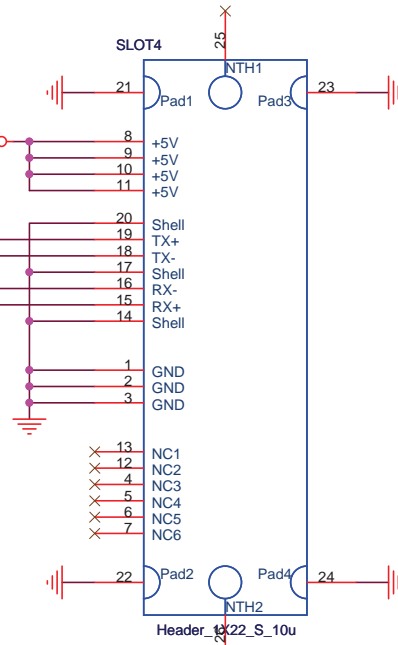 25
SLOT4
NTH1
21 Pad1 Pad3 23
8 +5V
9 +5V
10 +5V
11 +5V
20 Shell
19 TX+
18 TX-
17 Shell
16 RX-
15 RX+
14 Shell
1 GND
2 GND
3 GND
13 NC1
12 NC2
4 NC3
5 NC4
6 NC5
7 NC6
22 Pad2 Pad4 24
NTH2
Header_1X22_S_10u
26